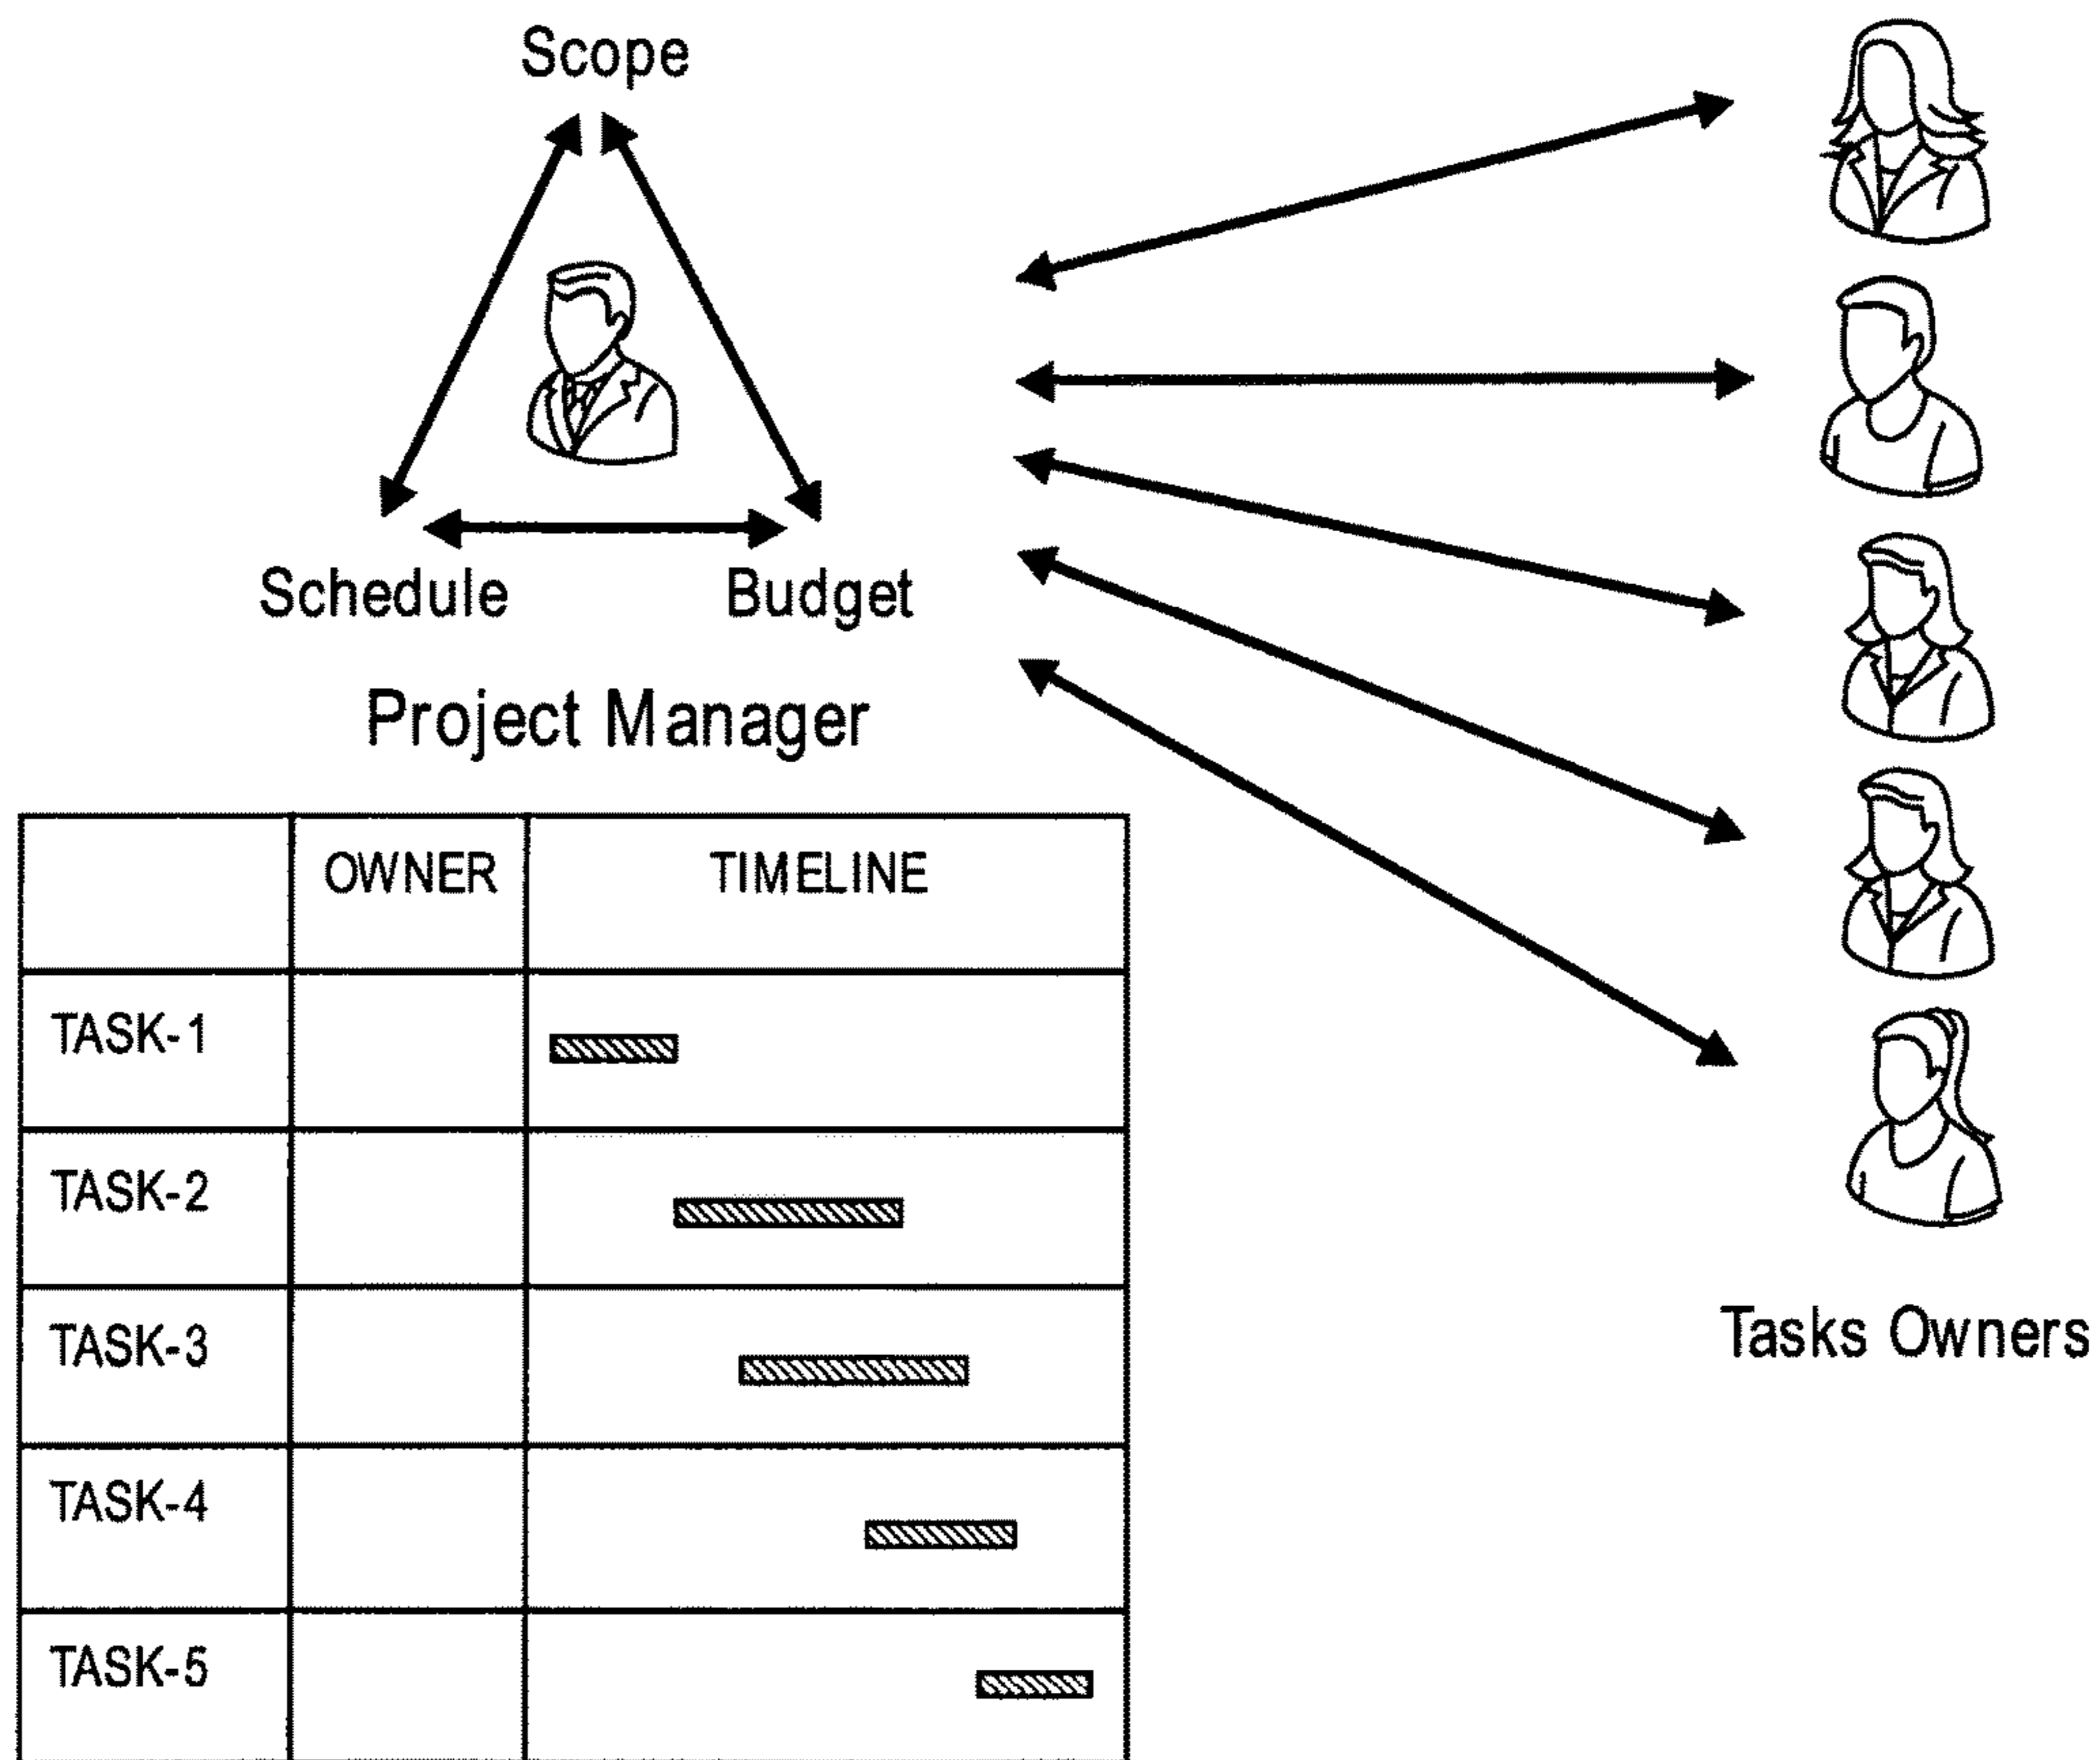 Scope
Schedule Budget
Project Manager
OWNER TIMELINE
TASK-1
TASK-2
TASK-3
TASK-4
TASK-5
Tasks Owners